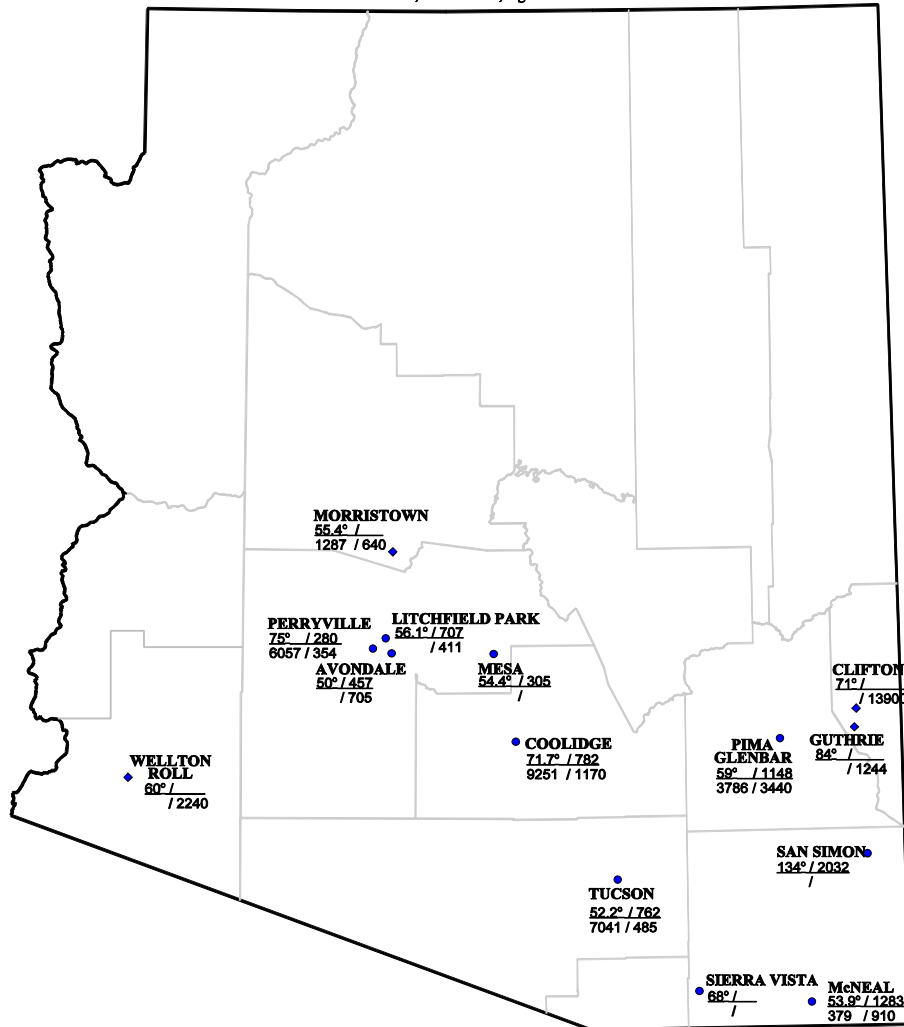 MORRISTOWN
55.4° /
1287 / 640
PERRYVILLE
75° / 280
6057 / 354
LITCHFIELD PARK
56.1° / 707
/ 411
AVONDALE
50° / 457
/ 705
MESA
54.4° / 305
/
CLIFTON
71° /
/ 13900
GUTHRIE
84° /
/ 1244
PIMA
GLENBAR
59° / 1148
3786 / 3440
COOLIDGE
71.7° / 782
9251 / 1170
WELLTON
ROLL
60° /
/ 2240
SAN SIMON
134° / 2032
/
TUCSON
52.2° / 762
7041 / 485
SIERRA VISTA
68° /
/
McNEAL
53.9° / 1283
379 / 910